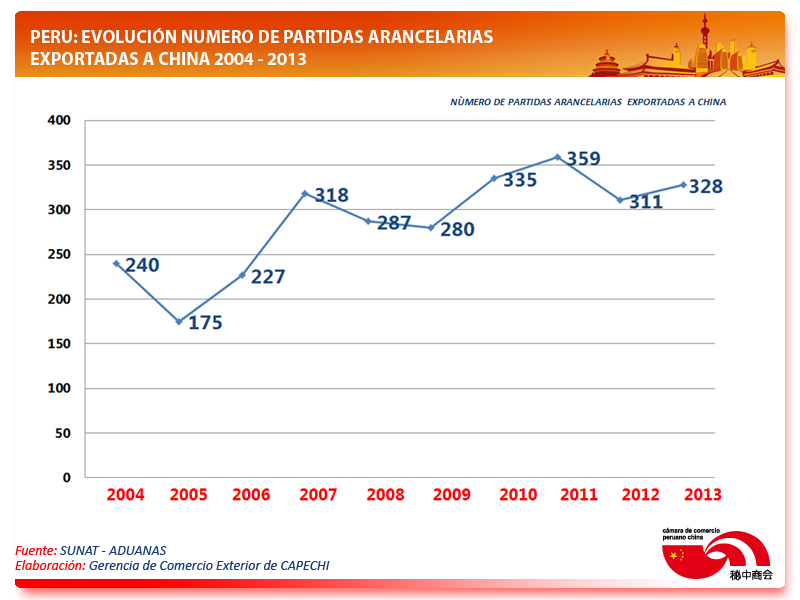 PERU: EVOLUCIÓN NUMERO DE PARTIDAS ARANCELARIAS
EXPORTADAS A CHINA 2004 - 2013
NÙMERO DE PARTIDAS ARANCELARIAS EXPORTADAS A CHINA
400
350
300
250
200
150
100
50
0
240
175
227
318
287
280
335
359
311
328
2004 2005 2006 2007 2008 2009 2010 2011 2012 2013
Fuente: SUNAT - ADUANAS
Elaboración: Gerencia de Comercio Exterior de CAPECHI
cámara de comercio
peruano china
秘中商会